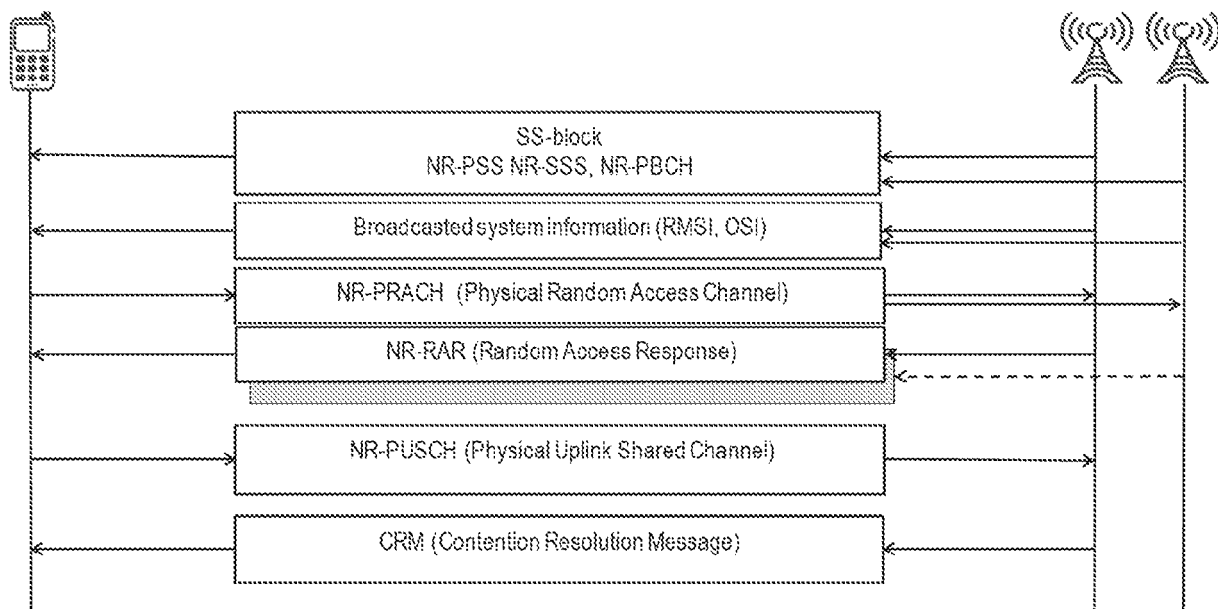 SS-block
NR-PSS NR-SSS, NR-PBCH
Broadcasted system information (RMSI, OSI)
NR-PRACH (Physical Random Access Channel)
NR-RAR (Random Access Response)
NR-PUSCH (Physical Uplink Shared Channel)
CRM (Contention Resolution Message)